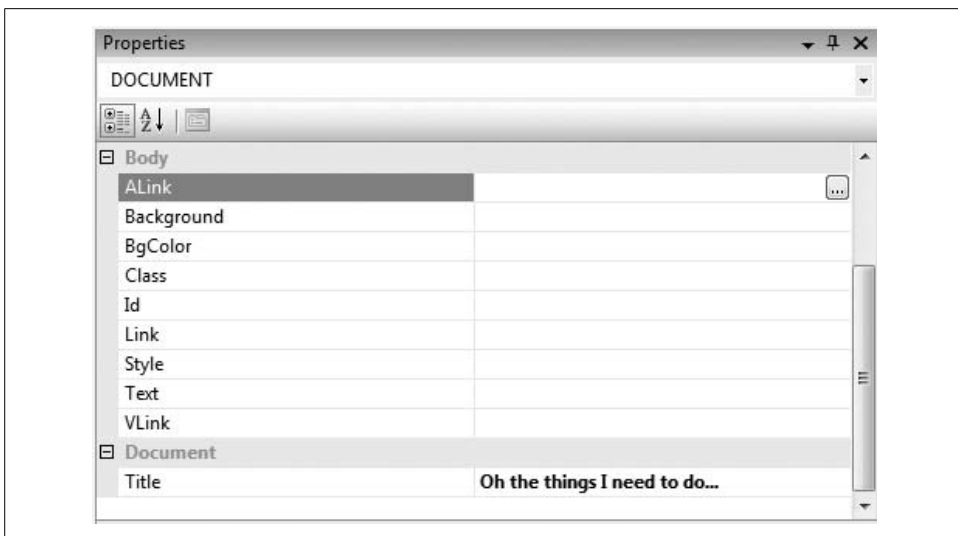 Properties
DOCUMENT
Body
ALink ...
Background
BgColor
Class
Id
Link
Style
Text
VLink
Document
Title Oh the things I need to do...